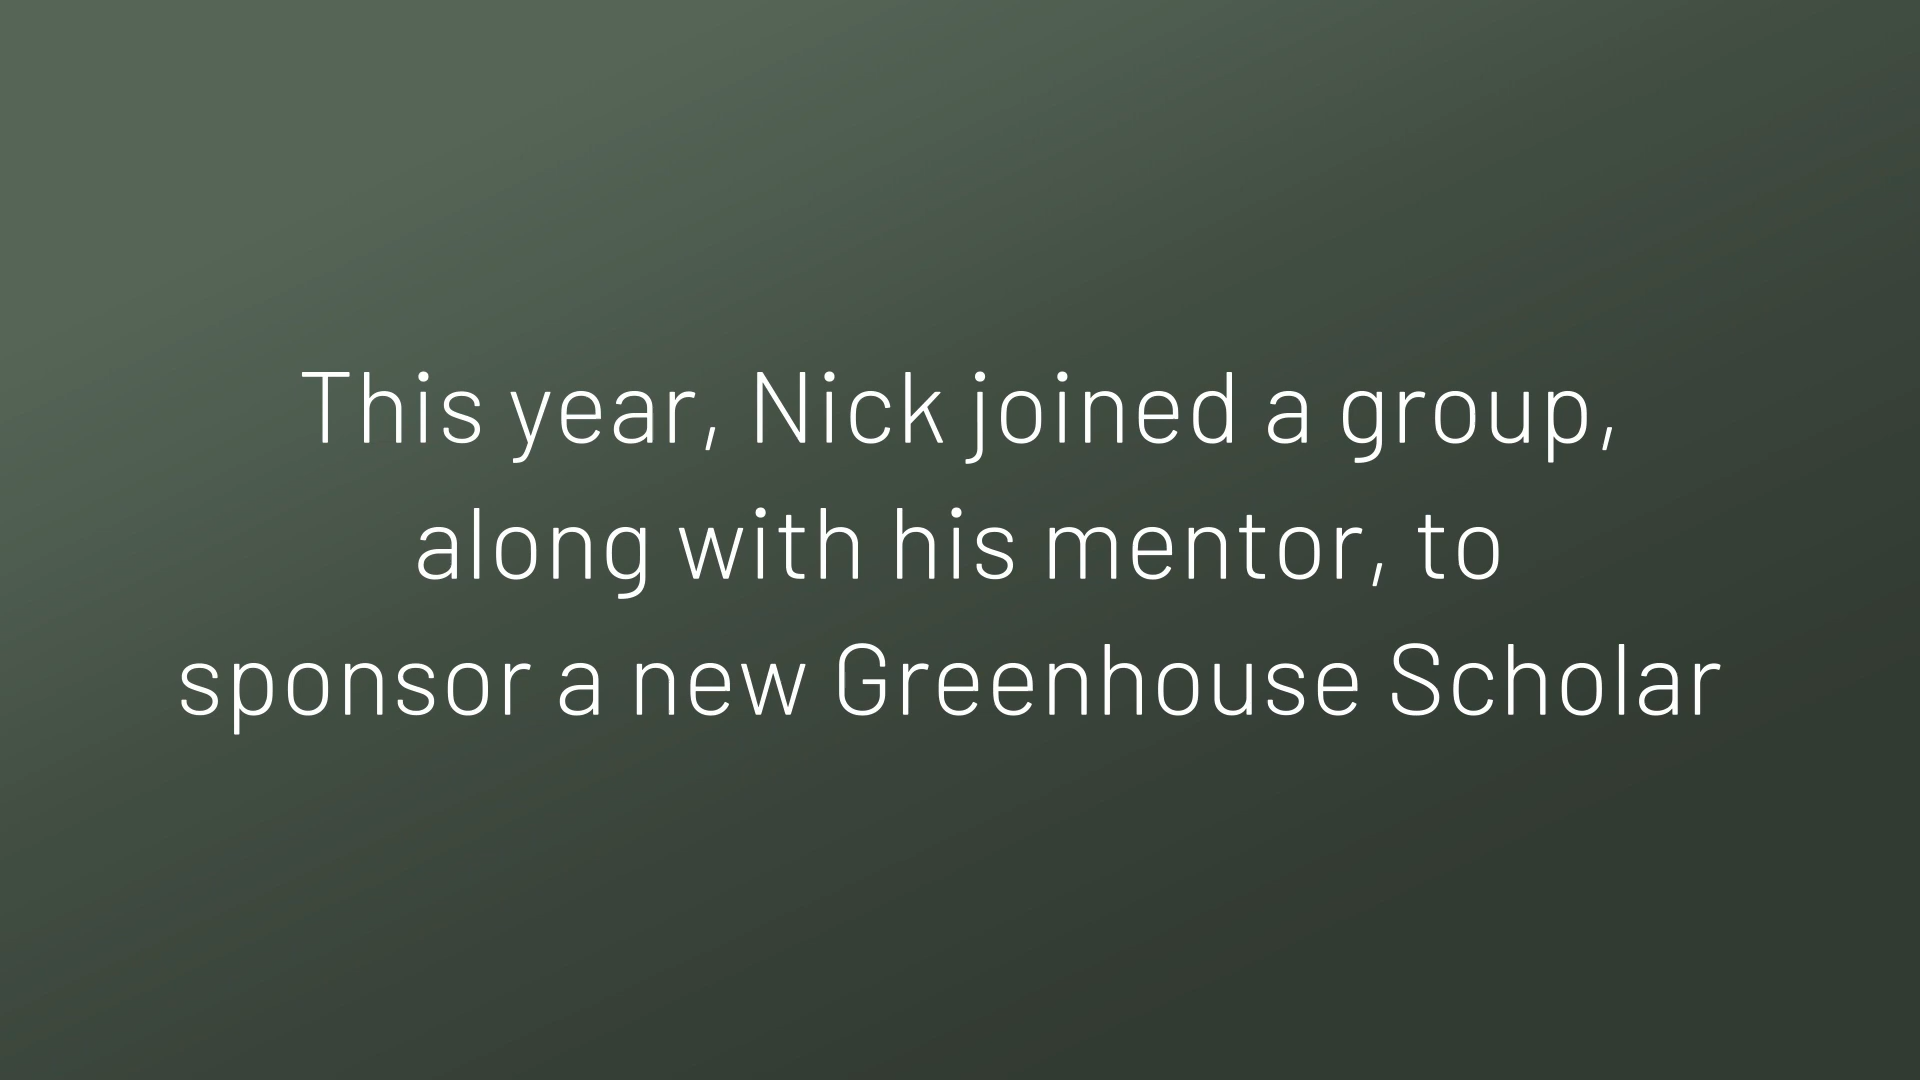 This year, Nick joined a group,
along with his mentor, to
sponsor a new Greenhouse Scholar